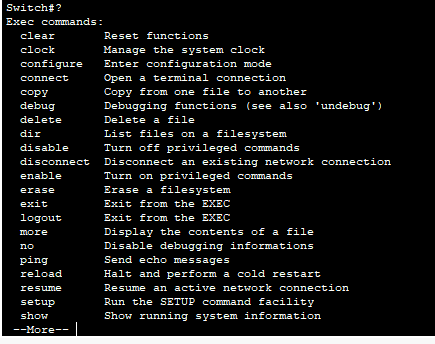 Switch#?
Exec commands:
clear Reset functions
clock Manage the system clock
configure Enter configuration mode
connect Open a terminal connection
copy Copy from one file to another
debug Debugging functions (see also 'undebug')
delete Delete a file
dir List files on a filesystem
disable Turn off privileged commands
disconnect Disconnect an existing network connection
enable Turn on privileged commands
erase Erase a filesystem
exit Exit from the EXEC
logout Exit from the EXEC
more Display the contents of a file
no Disable debugging informations
ping Send echo messages
reload Halt and perform a cold restart
resume Resume an active network connection
setup Run the SETUP command facility
show Show running system information
--More--